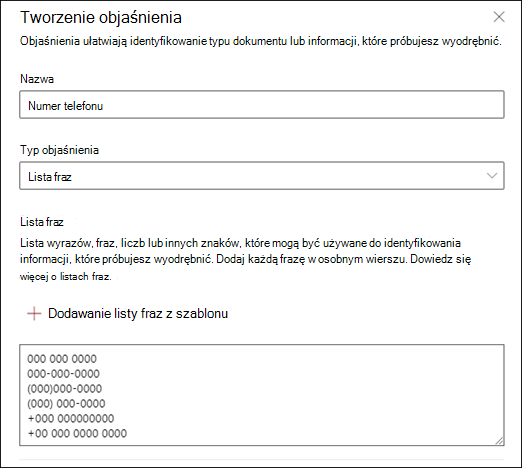 Tworzenie objaśnienia
Objaśnienia ułatwiają identyfikowanie typu dokumentu lub informacji, które próbujesz wyodrębnić.
Nazwa
Numer telefonu
Typ objaśnienia
Lista fraz
Lista fraz
Lista wyrazów, fraz, liczb lub innych znaków, które mogą być używane do identyfikowania
informacji, które próbujesz wyodrębnić. Dodaj każdą frazę w osobnym wierszu. Dowiedz się
więcej o listach fraz.
Dodawanie listy fraz z szablonu
000 000 0000
000-000-0000
(000)000-0000
(000) 000-0000
+000 000000000
+00 000 0000 0000